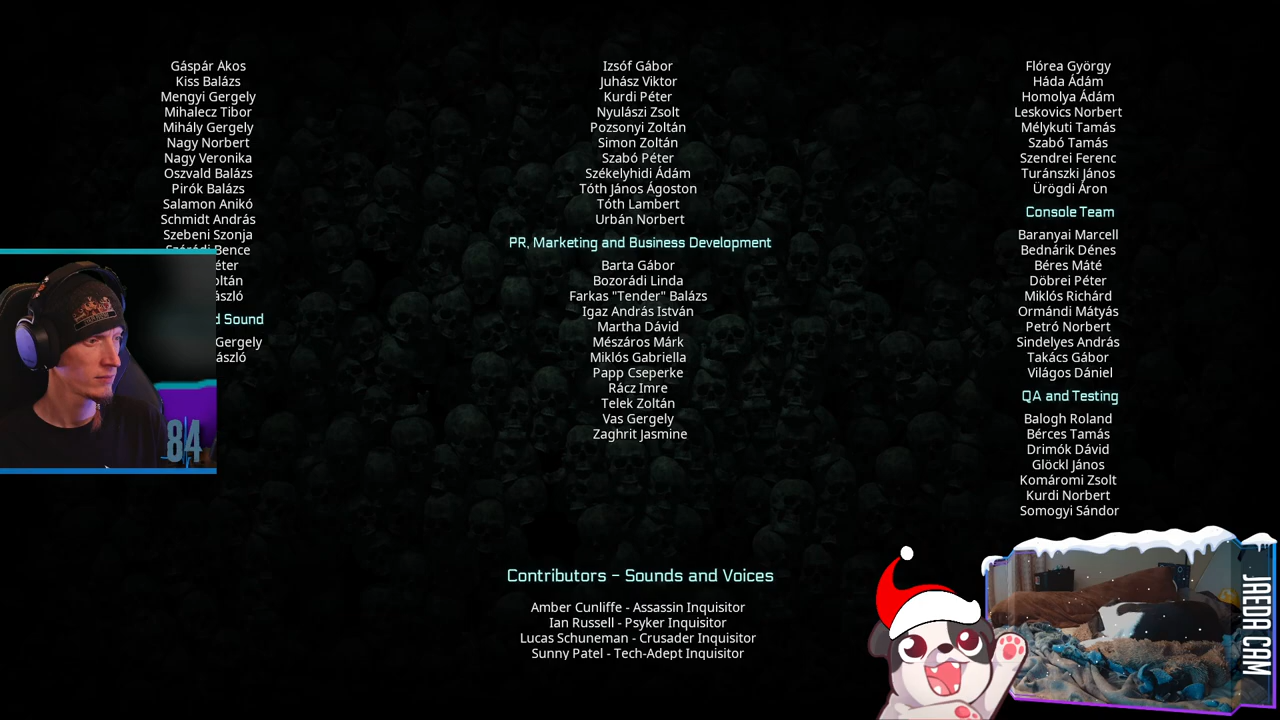 Gáspár Ákos
Kiss Balázs
Mengyi Gergely
Mihalecz Tibor
Mihály Gergely
Nagy Norbert
Nagy Veronika
Oszvald Balázs
Pirók Balázs
Salamon Anikó
Schmidt András
Szebeni Szonja
Bence
éter
oltán
ászló
d Sound
Gergely
ászló
84
Izsóf Gábor
Juhász Viktor
Kurdi Péter
Nyulászi Zsolt
Pozsonyi Zoltán
Simon Zoltán
Szabó Péter
Székelyhidi Ádám
Tóth János Ágoston
Tóth Lambert
Urbán Norbert
PR, Marketing and Business Development
Barta Gábor
Bozorádi Linda
Farkas "Tender" Balázs
Igaz András István
Martha Dávid
Mészáros Márk
Miklós Gabriella
Papp Cseperke
Rácz Imre
Telek Zoltán
Vas Gergely
Zaghrit Jasmine
Flórea György
Háda Ádám
Homolya Ádám
Leskovics Norbert
Mélykuti Tamás
Szabó Tamás
Szendrei Ferenc
Turánszki János
Ürögdi Áron
Console Team
Baranyai Marcell
Bednárik Dénes
Béres Máté
Döbrei Péter
Miklós Richárd
Ormándi Mátyás
Petró Norbert
Sindelyes András
Takács Gábor
Világos Dániel
QA and Testing
Balogh Roland
Bérces Tamás
Drimók Dávid
Glöckl János
Komáromi Zsolt
Kurdi Norbert
Somogyi Sándor
Contributors - Sounds and Voices
Amber Cunliffe - Assassin Inquisitor
Ian Russell - Psyker Inquisitor
Lucas Schuneman - Crusader Inquisitor
Sunny Patel - Tech-Adept Inquisitor
JAEDA CAM